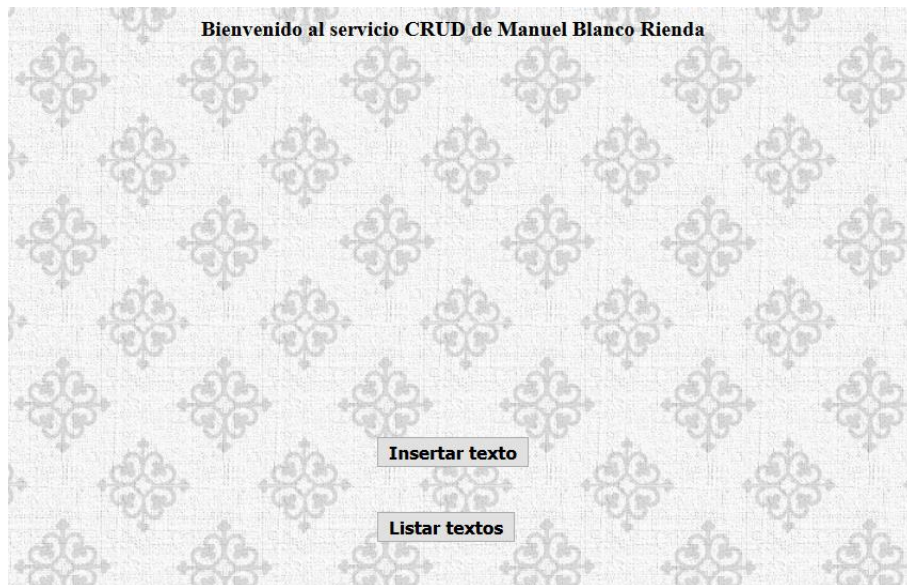 Bienvenido al servicio CRUD de Manuel Blanco Rienda
Insertar texto
Listar textos